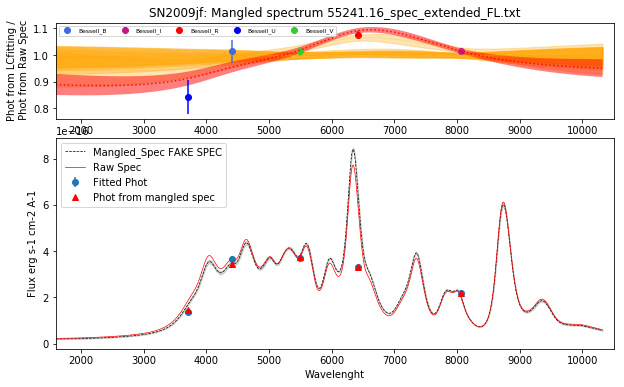 SN2009jf: Mangled spectrum 55241.16_spec_extended_FL.txt
Phot from LCfitting /
Phot from Raw Spec
1.1
1.0
0.9
0.8
Bessell_B
Bessell_I
Bessell_R
Bessell_U
Bessell_V
2000 3000 4000 5000 6000 7000 8000 9000 10000
1e−16
Flux erg s-1 cm-2 A-1
8
6
4
2
0
Mangled_Spec FAKE SPEC
Raw Spec
Fitted Phot
Phot from mangled spec
2000 3000 4000 5000 6000 7000 8000 9000 10000
Wavelenght